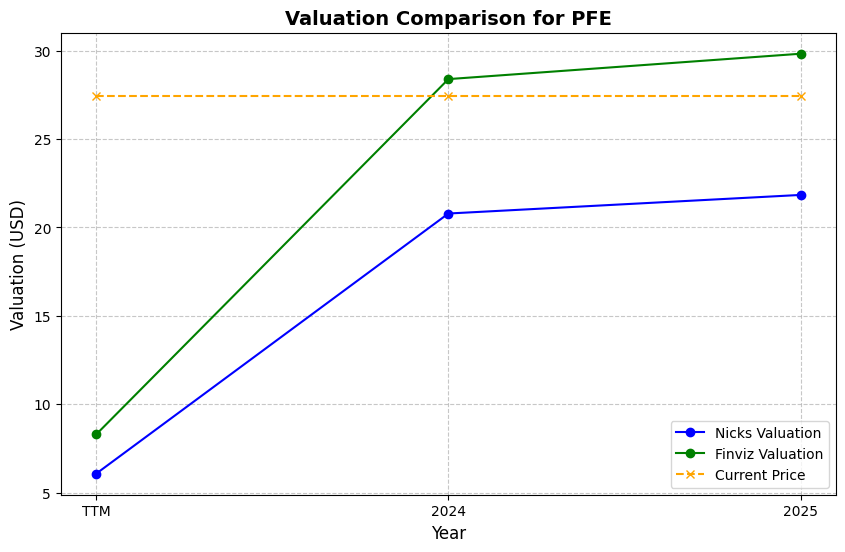 Valuation Comparison for PFE
Valuation (USD)
30
25
20
15
10
5
TTM
2024
2025
Year
Nicks Valuation
Finviz Valuation
Current Price